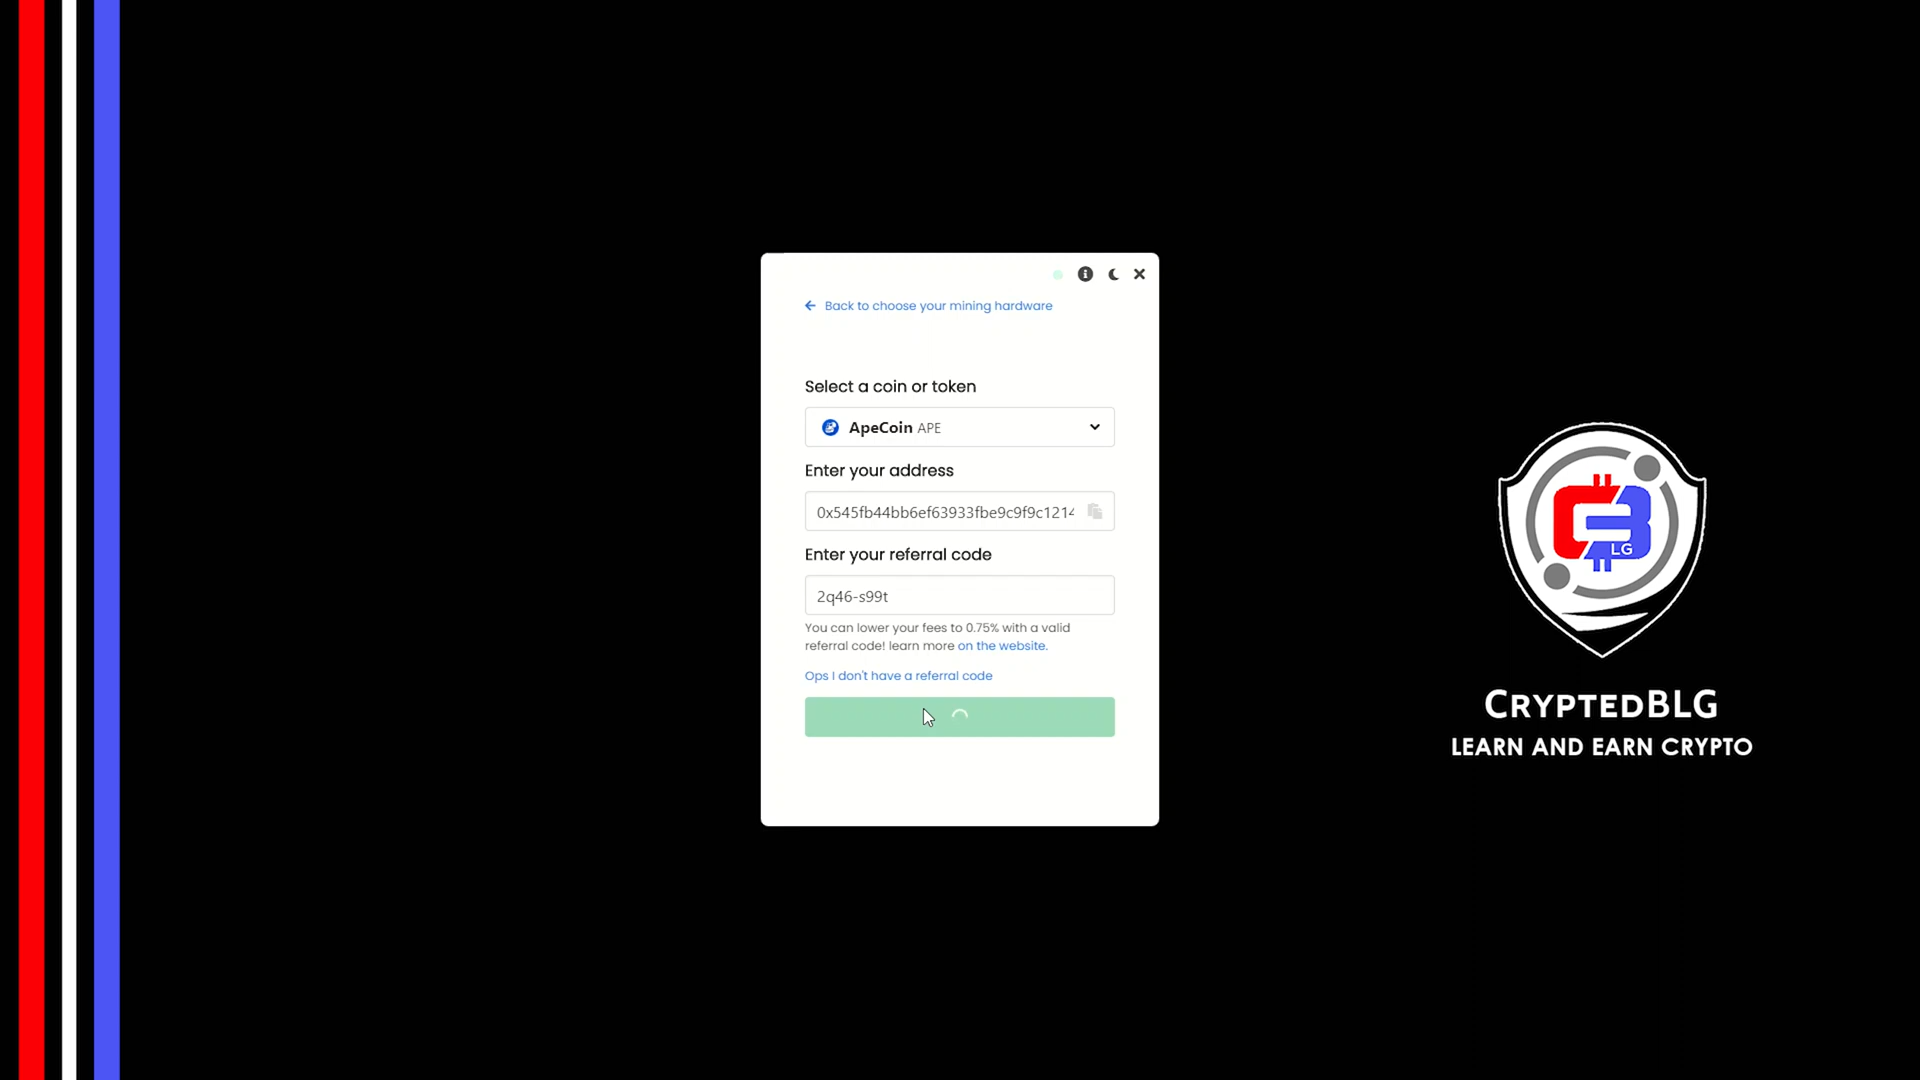 Back to choose your mining hardware
Select a coin or token
ApeCoin APE
Enter your address
0x545fb44bb6ef63933fbe9c9f9c1214
Enter your referral code
2q46-s99t
You can lower your fees to 0.75% with a valid
referral code! learn more on the website.
Ops I don't have a referral code
LG
CRYPTEDBLG
LEARN AND EARN CRYPTO